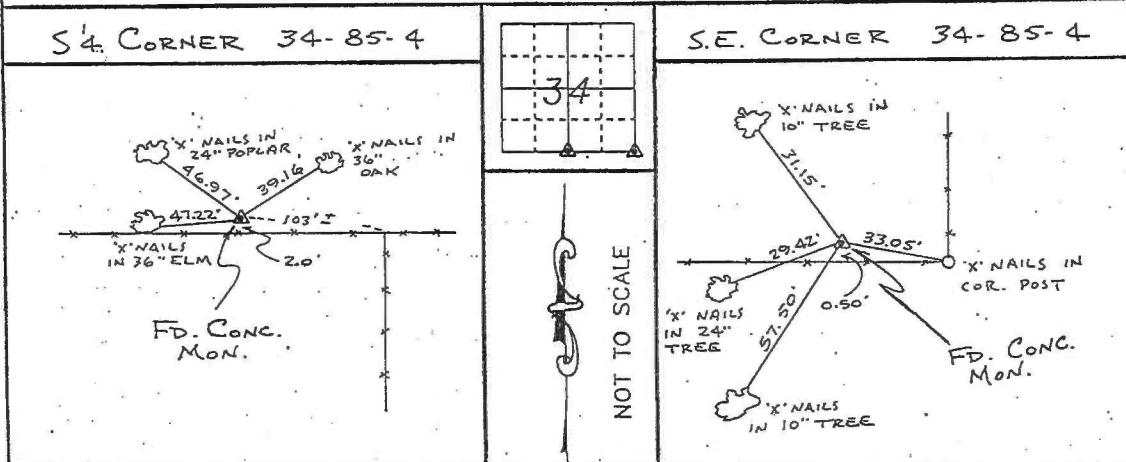 S¼ CORNER 34-85-4
'X' NAILS IN
24" POPLAR
'X' NAILS IN
36"
OAK
46.97'
39.16'
47.22'
103' ±
'X' NAILS
IN 36" ELM
2.0'
FD. CONC.
MON.
34
NOT TO SCALE
S.E. CORNER 34-85-4
'X' NAILS IN
10" TREE
31.15'
29.42'
33.05'
'X' NAILS IN
COR. POST
0.50'
'X' NAILS
IN 24"
TREE
57.50'
FD. CONC.
MON.
'X' NAILS
IN 10" TREE